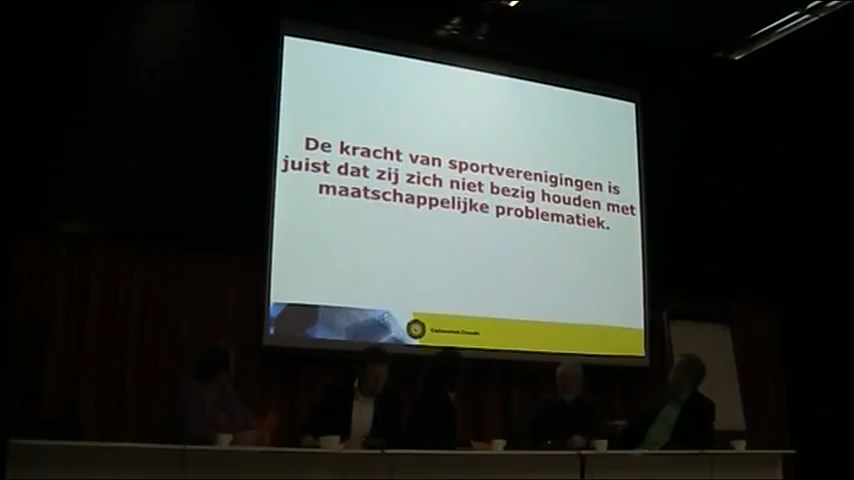 De kracht van sportverenigingen is
juist dat zij zich niet bezig houden met
maatschappelijke problematiek.